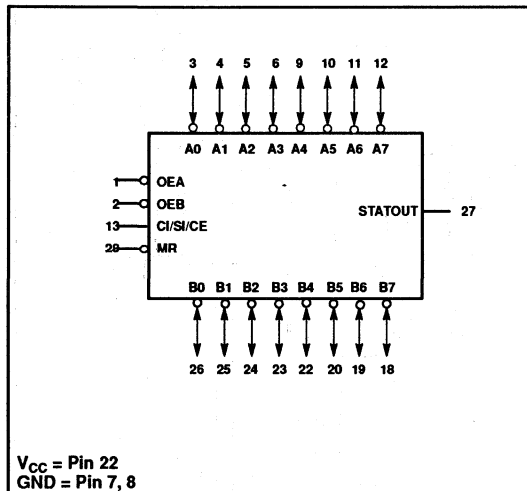 3 4 5 6 9 10 11 12
A0 A1 A2 A3 A4 A5 A6 A7
1 OEA
2 OEB
STATOUT 27
13 CI/SI/CE
28 MR
B0 B1 B2 B3 B4 B5 B6 B7
26 25 24 23 22 20 19 18
VCC = Pin 22
GND = Pin 7, 8